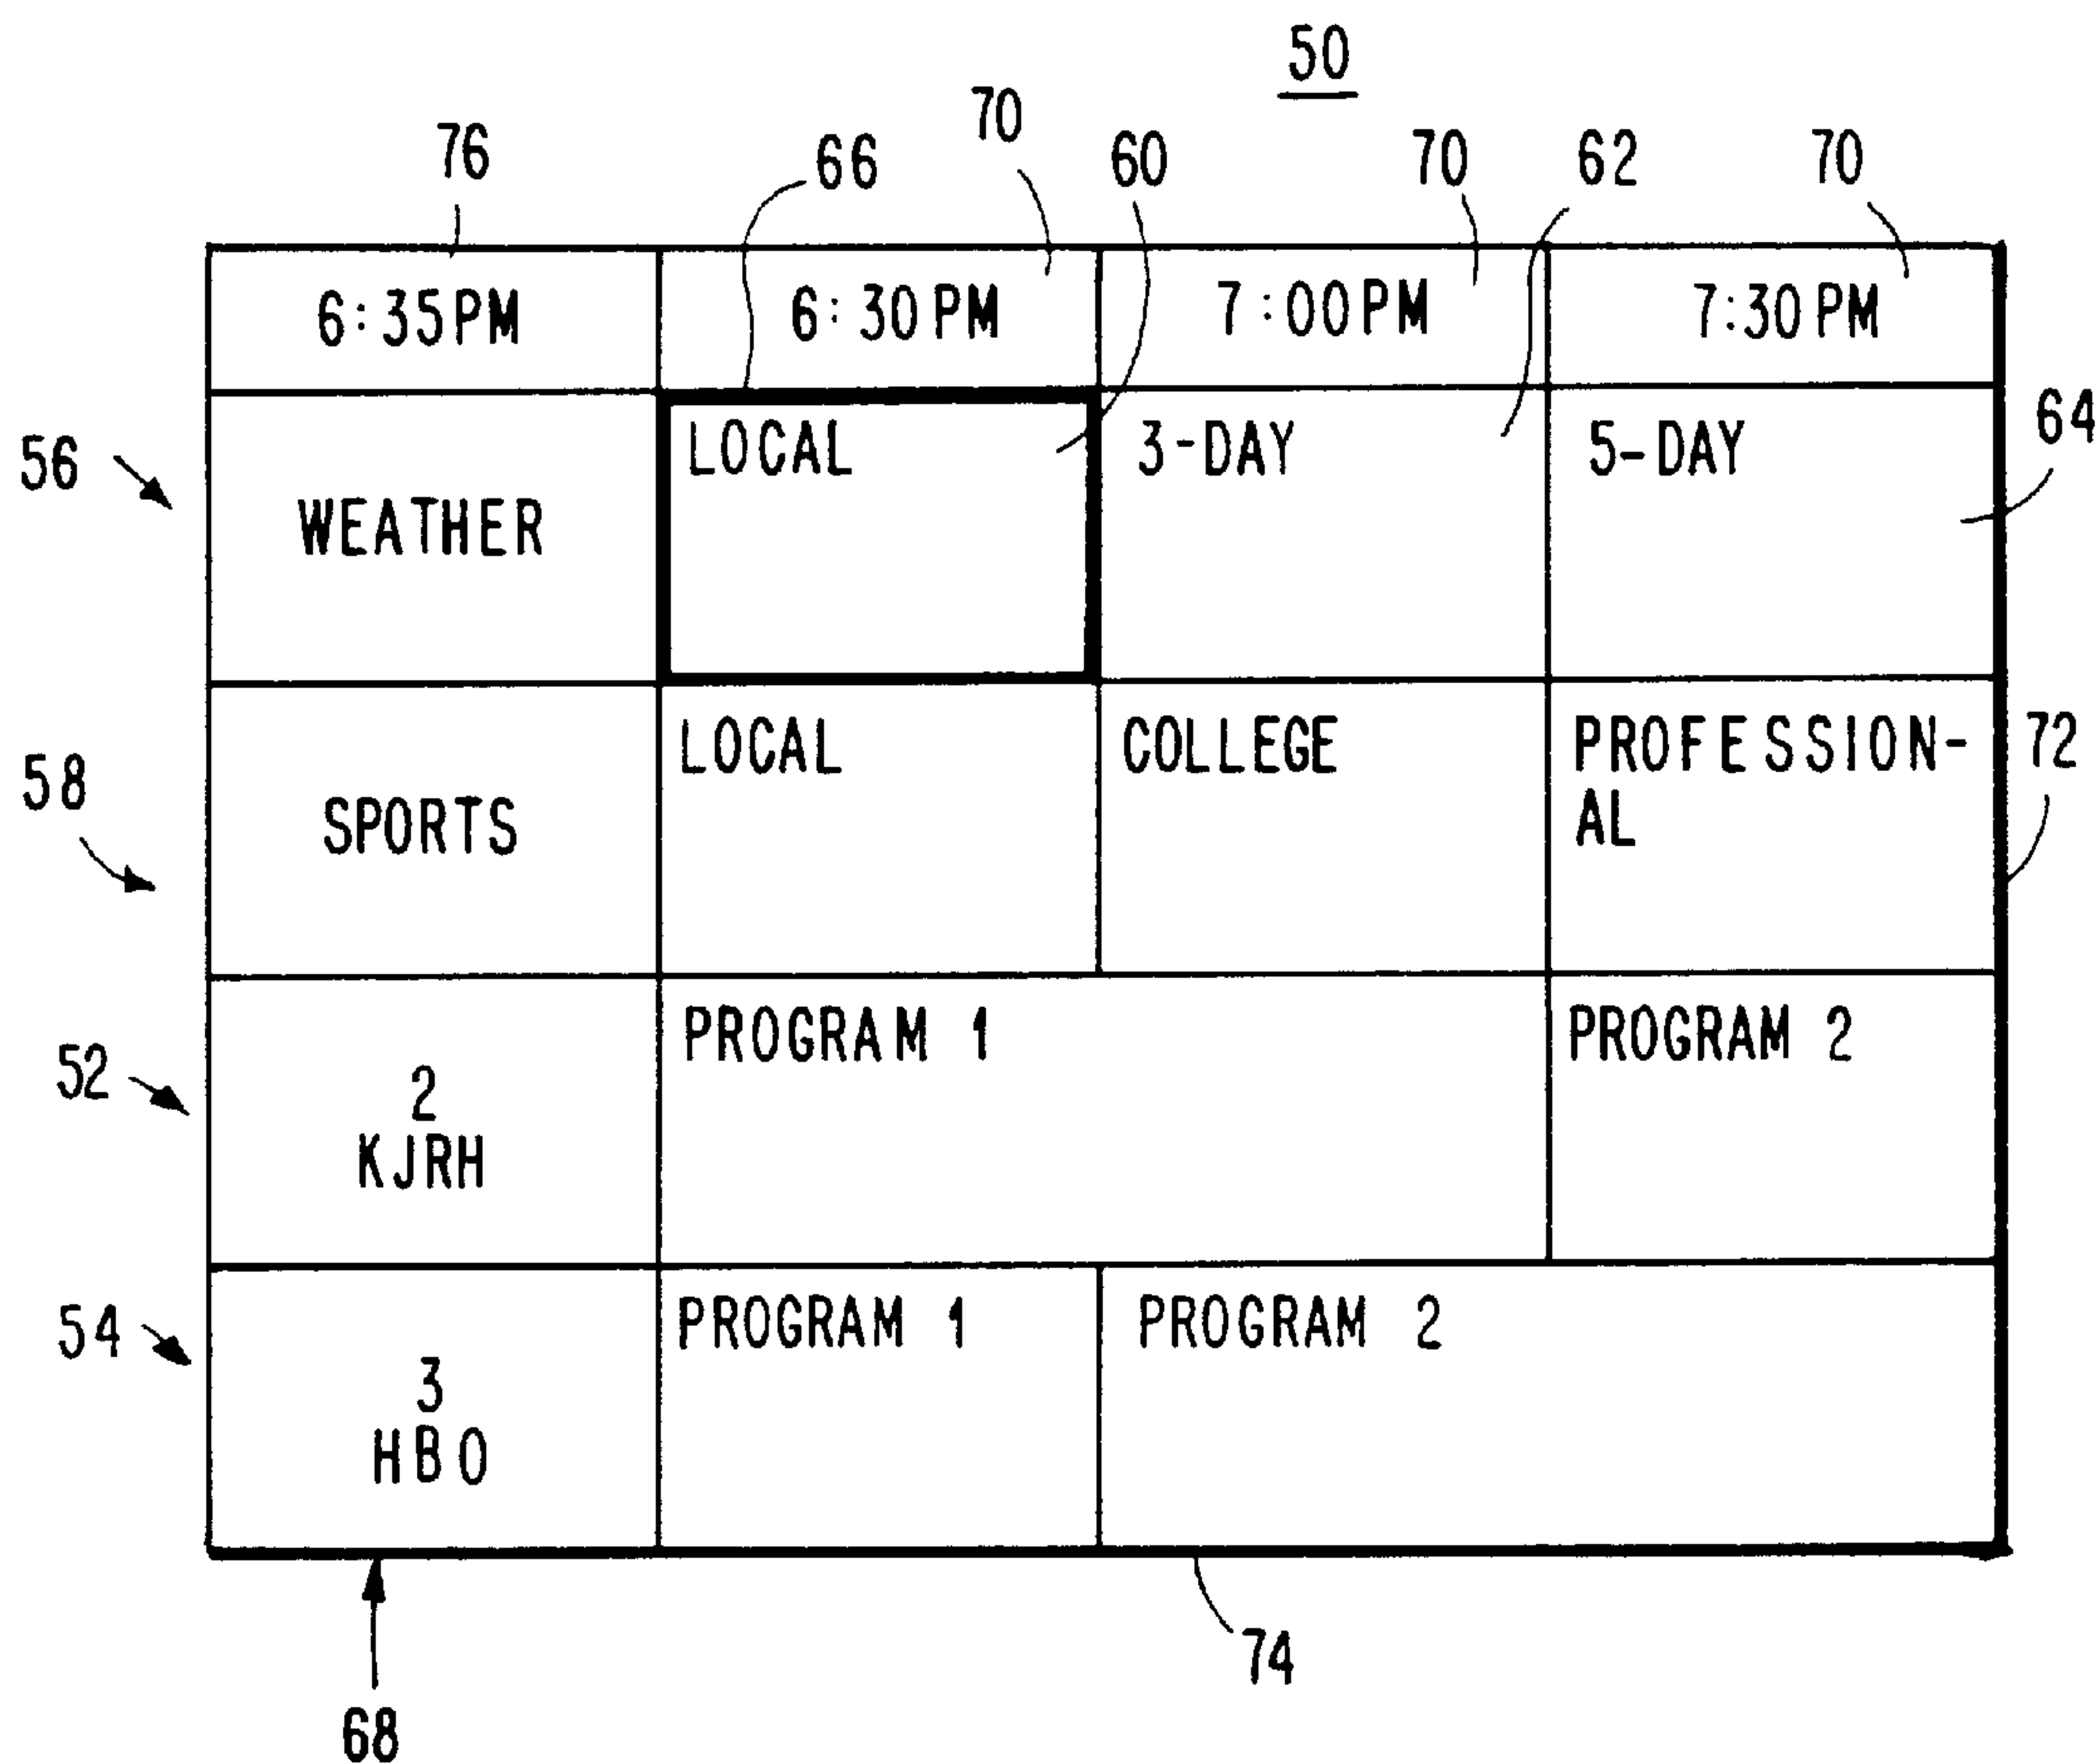 50
76
66
70
60
70
62
70
6:35PM
6:30PM
7:00PM
7:30PM
56
WEATHER
LOCAL
3-DAY
5-DAY
64
58
SPORTS
LOCAL
COLLEGE
PROFESSION-
AL
72
52
2
KJRH
PROGRAM 1
PROGRAM 2
54
3
HBO
PROGRAM 1
PROGRAM 2
68
74